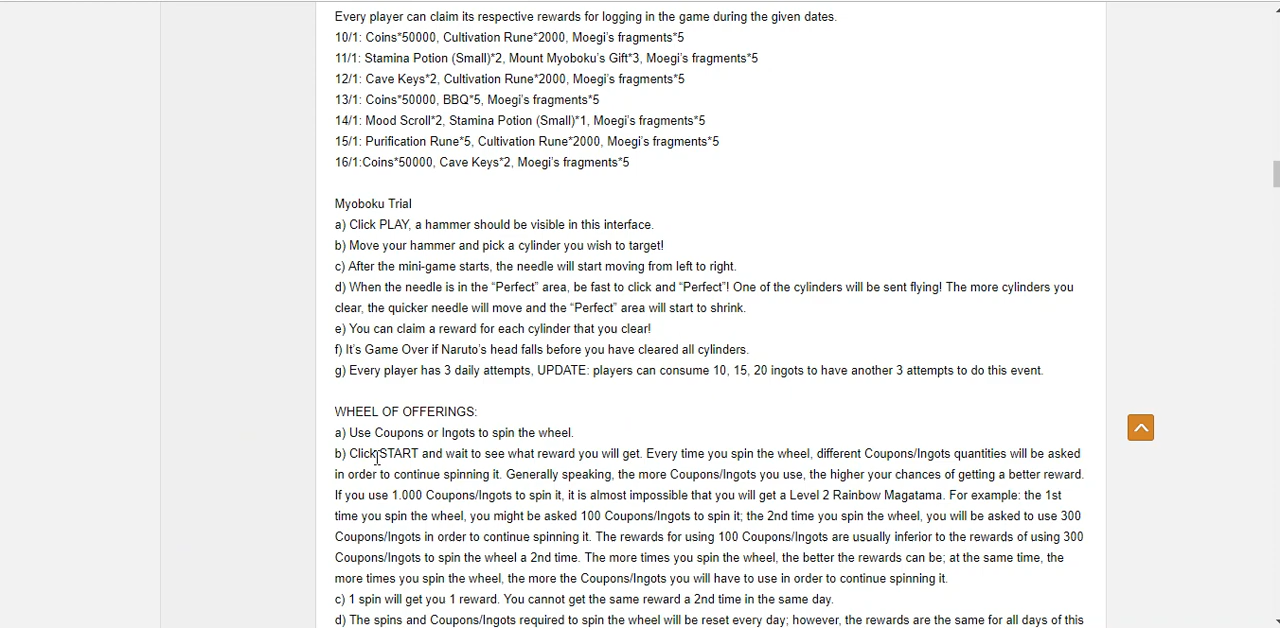 Every player can claim its respective rewards for logging in the game during the given dates.
10/1: Coins*50000, Cultivation Rune*2000, Moegi's fragments*5
11/1: Stamina Potion (Small)*2, Mount Myoboku's Gift*3, Moegi's fragments*5
12/1: Cave Keys*2, Cultivation Rune*2000, Moegi's fragments*5
13/1: Coins*50000, BBQ*5, Moegi's fragments*5
14/1: Mood Scroll*2, Stamina Potion (Small)*1, Moegi's fragments*5
15/1: Purification Rune*5, Cultivation Rune*2000, Moegi's fragments*5
16/1:Coins*50000, Cave Keys*2, Moegi's fragments*5
Myoboku Trial
a) Click PLAY, a hammer should be visible in this interface.
b) Move your hammer and pick a cylinder you wish to target!
c) After the mini-game starts, the needle will start moving from left to right.
d) When the needle is in the “Perfect” area, be fast to click and “Perfect”! One of the cylinders will be sent flying! The more cylinders you
clear, the quicker needle will move and the “Perfect” area will start to shrink.
e) You can claim a reward for each cylinder that you clear!
f) It's Game Over if Naruto's head falls before you have cleared all cylinders.
g) Every player has 3 daily attempts, UPDATE: players can consume 10, 15, 20 ingots to have another 3 attempts to do this event.
WHEEL OF OFFERINGS:
a) Use Coupons or Ingots to spin the wheel.
b) Click START and wait to see what reward you will get. Every time you spin the wheel, different Coupons/Ingots quantities will be asked
in order to continue spinning it. Generally speaking, the more Coupons/Ingots you use, the higher your chances of getting a better reward.
If you use 1.000 Coupons/Ingots to spin it, it is almost impossible that you will get a Level 2 Rainbow Magatama. For example: the 1st
time you spin the wheel, you might be asked 100 Coupons/Ingots to spin it; the 2nd time you spin the wheel, you will be asked to use 300
Coupons/Ingots in order to continue spinning it. The rewards for using 100 Coupons/Ingots are usually inferior to the rewards of using 300
Coupons/Ingots to spin the wheel a 2nd time. The more times you spin the wheel, the better the rewards can be; at the same time, the
more times you spin the wheel, the more the Coupons/Ingots you will have to use in order to continue spinning it.
c) 1 spin will get you 1 reward. You cannot get the same reward a 2nd time in the same day.
d) The spins and Coupons/Ingots required to spin the wheel will be reset every day; however, the rewards are the same for all days of this